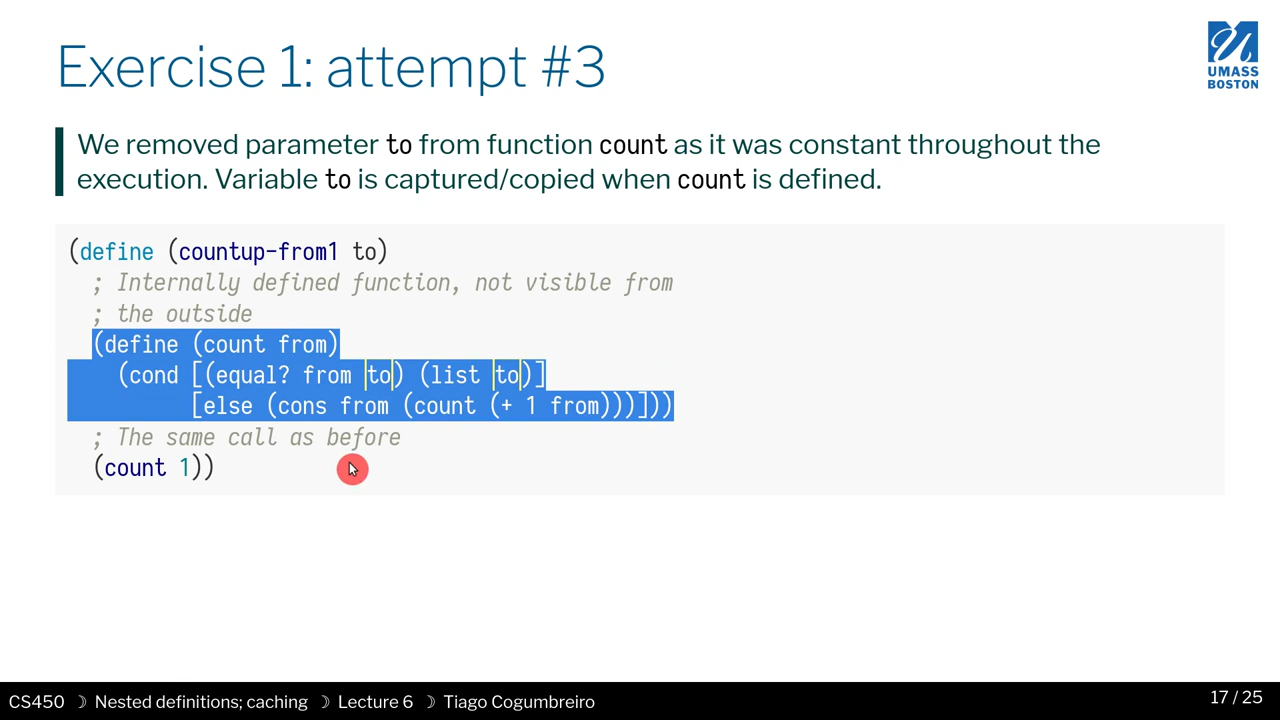 Exercise 1: attempt #3
UMASS
BOSTON
We removed parameter to from function count as it was constant throughout the
execution. Variable to is captured/copied when count is defined.
(define (countup-from1 to)
  ; Internally defined function, not visible from
  ; the outside
  (define (count from)
    (cond [(equal? from to) (list to)]
          [else (cons from (count (+ 1 from)))]))
  ; The same call as before
  (count 1))
CS450 ☽ Nested definitions; caching ☽ Lecture 6 ☽ Tiago Cogumbreiro
17 / 25